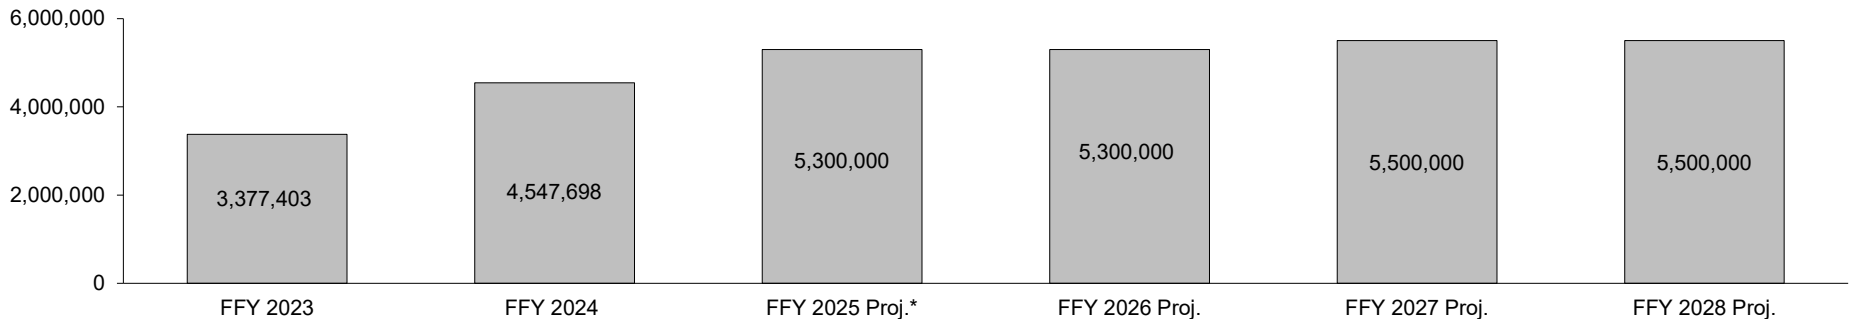 6,000,000
4,000,000
2,000,000
0
3,377,403
4,547,698
5,300,000
5,300,000
5,500,000
5,500,000
FFY 2023
FFY 2024
FFY 2025 Proj.*
FFY 2026 Proj.
FFY 2027 Proj.
FFY 2028 Proj.